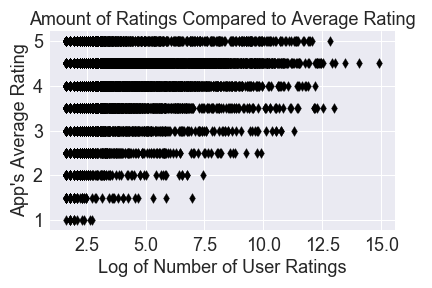 Amount of Ratings Compared to Average Rating
App's Average Rating
5
4
3
2
1
2.5 5.0 7.5 10.0 12.5 15.0
Log of Number of User Ratings